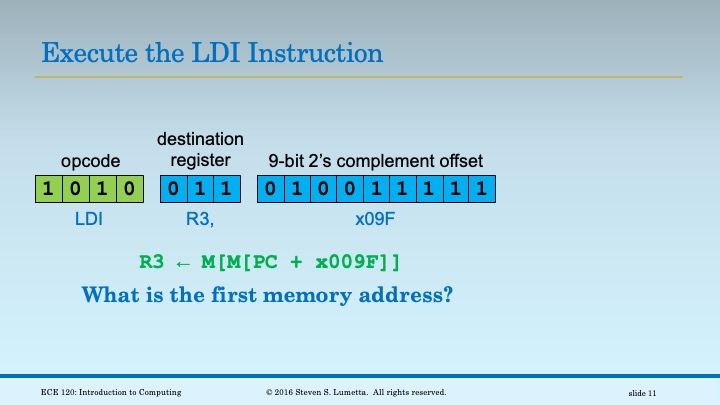 Execute the LDI Instruction
destination
opcode register 9-bit 2’s complement offset
1 0 1 0 0 1 1 0 1 0 0 1 1 1 1 1
LDI R3, x09F
R3 ← M[M[PC + x009F]]
What is the first memory address?
ECE 120: Introduction to Computing © 2016 Steven S. Lumetta. All rights reserved. slide 11